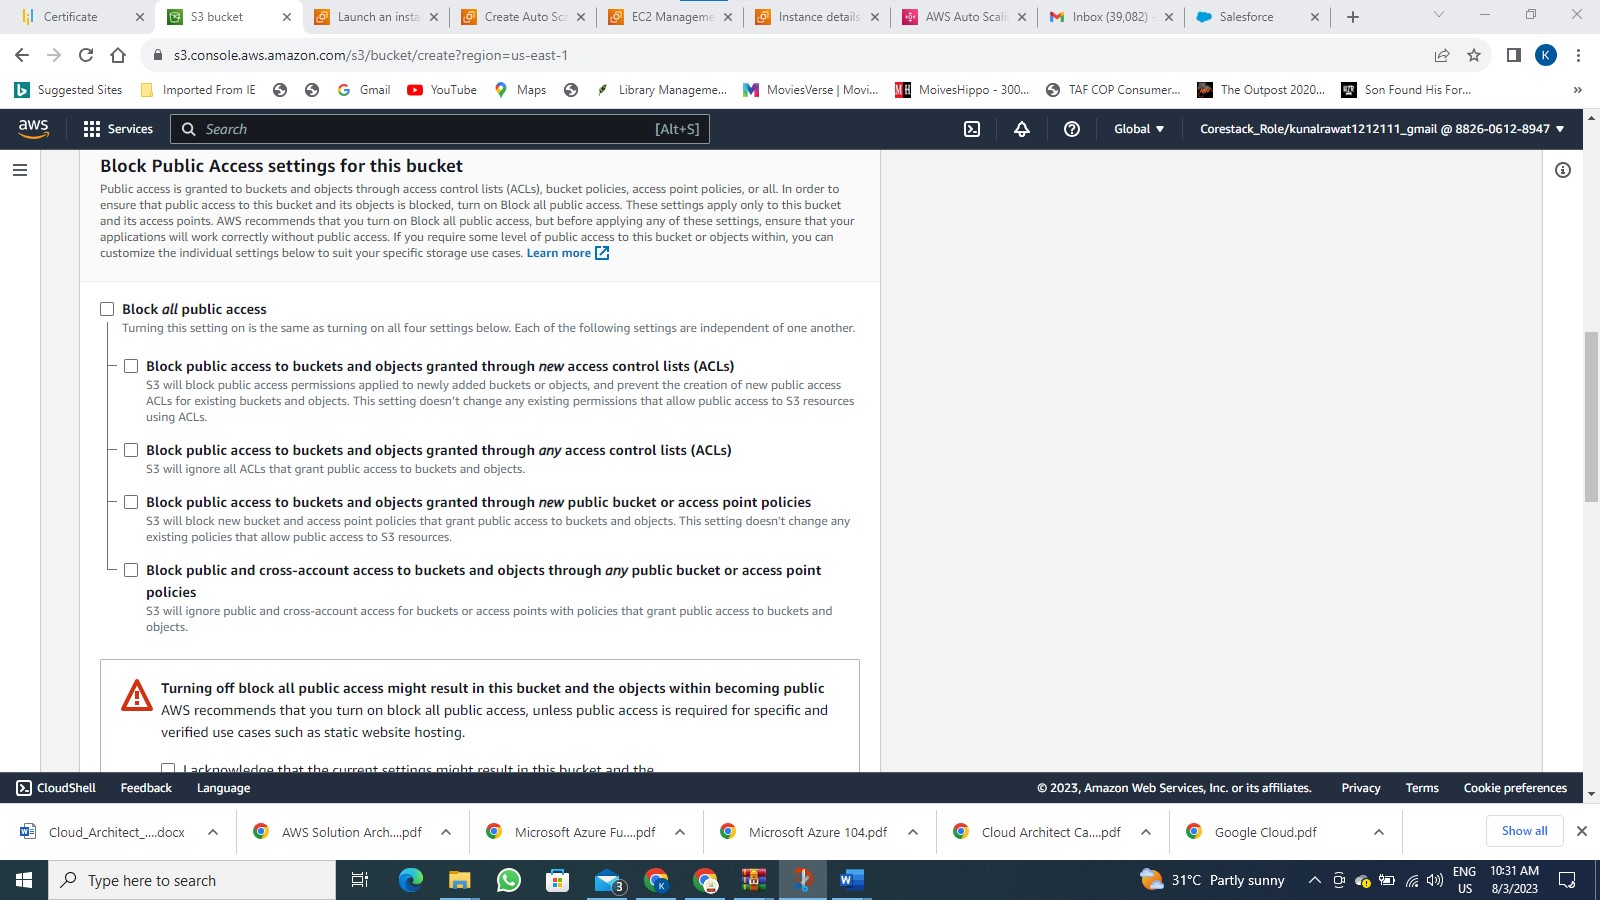 Certificate
S3 bucket
Launch an insta
Create Auto Sc
EC2 Manageme
Instance details
AWS Auto Scali
Inbox (39,082)
Salesforce
s3.console.aws.amazon.com/s3/bucket/create?region=us-east-1
K
Suggested Sites
Imported From IE
Gmail
YouTube
Maps
Library Manageme...
MoviesVerse | Movi...
MoivesHippo - 300...
TAF COP Consumer...
The Outpost 2020...
Son Found His For...
»
aws
Services
Search
[Alt+S]
Global
Corestack_Role/kunalrawat1212111_gmail @ 8826-0612-8947
Block Public Access settings for this bucket
Public access is granted to buckets and objects through access control lists (ACLs), bucket policies, access point policies, or all. In order to
ensure that public access to this bucket and its objects is blocked, turn on Block all public access. These settings apply only to this bucket
and its access points. AWS recommends that you turn on Block all public access, but before applying any of these settings, ensure that your
applications will work correctly without public access. If you require some level of public access to this bucket or objects within, you can
customize the individual settings below to suit your specific storage use cases. Learn more
Block all public access
Turning this setting on is the same as turning on all four settings below. Each of the following settings are independent of one another.
Block public access to buckets and objects granted through new access control lists (ACLs)
S3 will block public access permissions applied to newly added buckets or objects, and prevent the creation of new public access
ACLs for existing buckets and objects. This setting doesn't change any existing permissions that allow public access to S3 resources
using ACLs.
Block public access to buckets and objects granted through any access control lists (ACLs)
S3 will ignore all ACLs that grant public access to buckets and objects.
Block public access to buckets and objects granted through new public bucket or access point policies
S3 will block new bucket and access point policies that grant public access to buckets and objects. This setting doesn't change any
existing policies that allow public access to S3 resources.
Block public and cross-account access to buckets and objects through any public bucket or access point
policies
S3 will ignore public and cross-account access for buckets or access points with policies that grant public access to buckets and
objects.
Turning off block all public access might result in this bucket and the objects within becoming public
AWS recommends that you turn on block all public access, unless public access is required for specific and
verified use cases such as static website hosting.
I acknowledge that the current settings might result in this bucket and the
CloudShell
Feedback
Language
© 2023, Amazon Web Services, Inc. or its affiliates.
Privacy
Terms
Cookie preferences
Cloud_Architect_....docx
AWS Solution Arch....pdf
Microsoft Azure Fu....pdf
Microsoft Azure 104.pdf
Cloud Architect Ca....pdf
Google Cloud.pdf
Show all
Type here to search
3
31°C Partly sunny
ENG
US
10:31 AM
8/3/2023